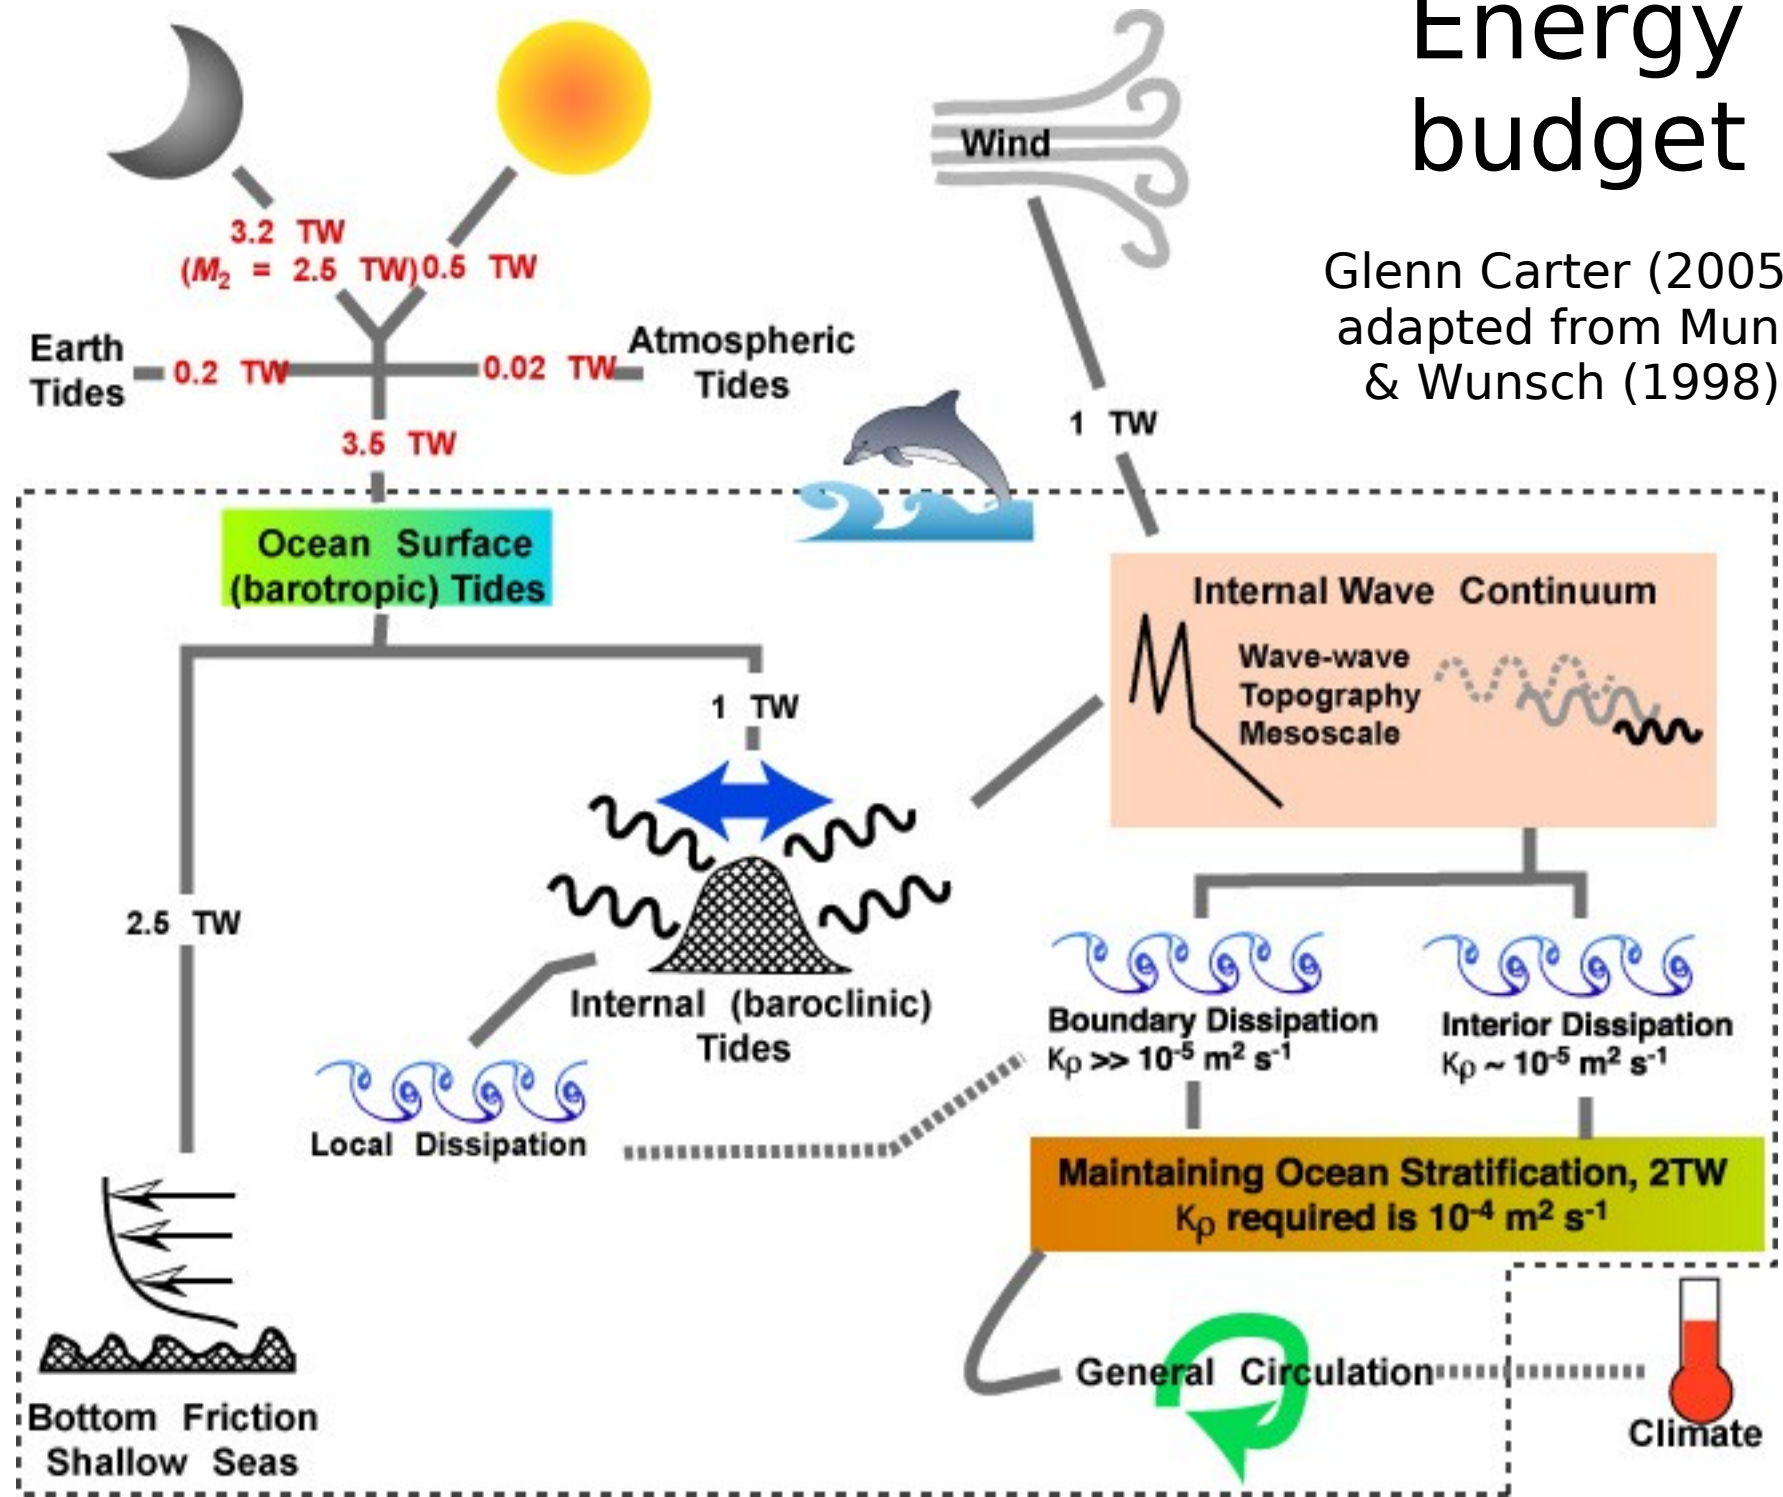 Energy
budget
Glenn Carter (2005
adapted from Mun
& Wunsch (1998)
Wind
3.2 TW
(M₂ = 2.5 TW)
0.5 TW
Earth
Tides
0.2 TW
0.02 TW
Atmospheric
Tides
3.5 TW
1 TW
Ocean Surface
(barotropic) Tides
Internal Wave Continuum
Wave-wave
Topography
Mesoscale
1 TW
2.5 TW
Internal (baroclinic)
Tides
Boundary Dissipation
Kρ >> 10⁻⁵ m² s⁻¹
Interior Dissipation
Kρ ~ 10⁻⁵ m² s⁻¹
Local Dissipation
Maintaining Ocean Stratification, 2TW
Kρ required is 10⁻⁴ m² s⁻¹
General Circulation
Climate
Bottom Friction
Shallow Seas